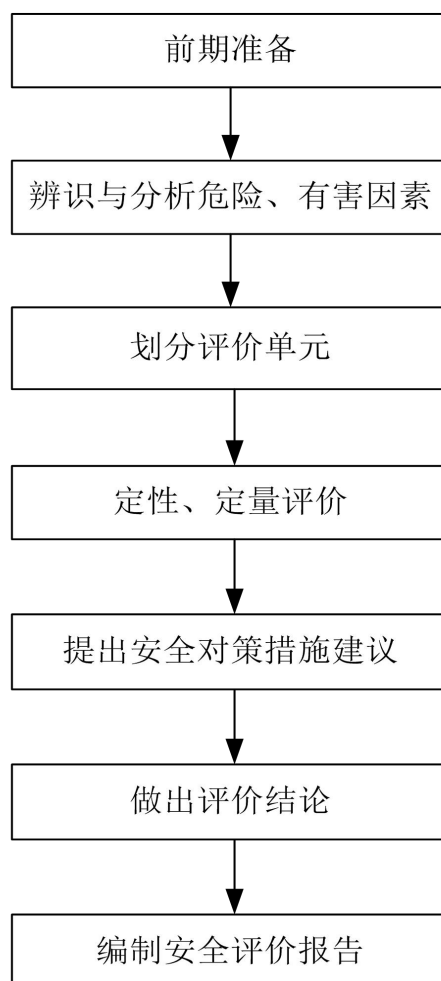 前期准备
辨识与分析危险、有害因素
划分评价单元
定性、定量评价
提出安全对策措施建议
做出评价结论
编制安全评价报告